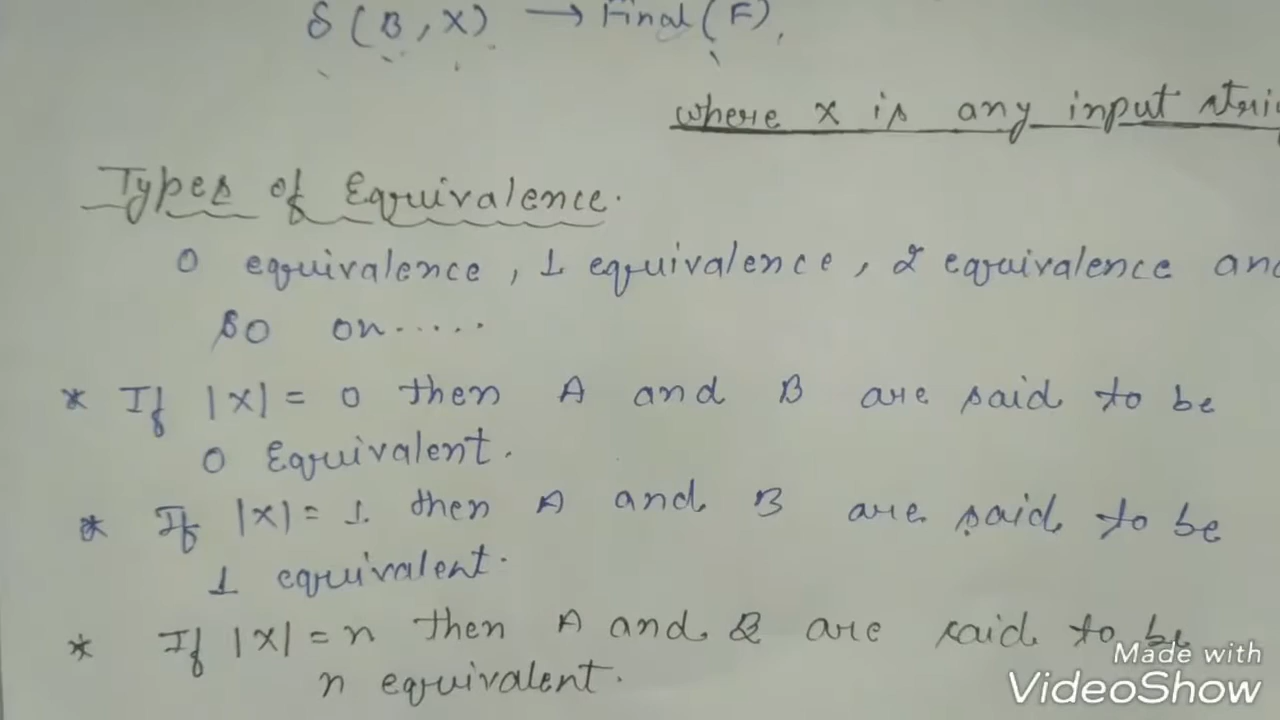 δ(B,X) → Final(F),
where x is any input
Types of Equivalence.
0 equivalence, 1 equivalence, 2 equivalence
so on.....
* If |X| = 0 then A and B are said to be
0 Equivalent.
* If |X| = 1 then A and B are said to be
1 equivalent.
* If |X| = n then A and B are said to be
n equivalent.
Made with
VideoShow